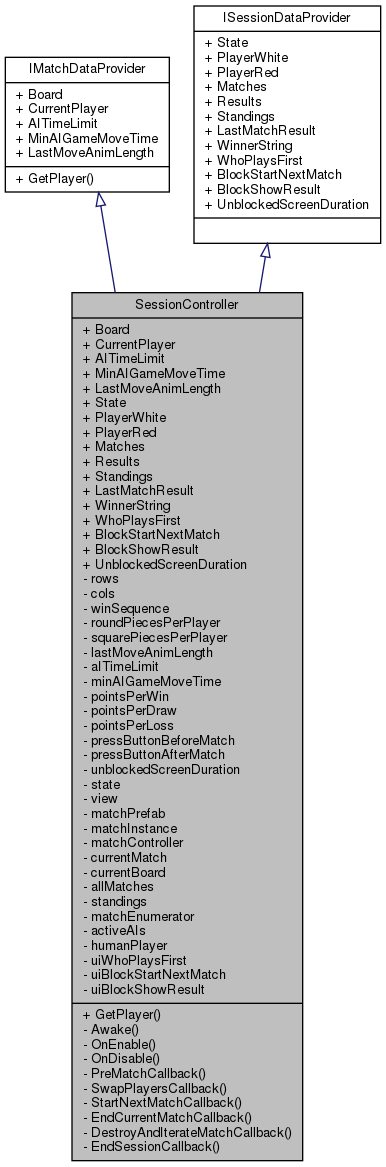 ISessionDataProvider
+ State
+ PlayerWhite
+ PlayerRed
+ Matches
+ Results
+ Standings
+ LastMatchResult
+ WinnerString
+ WhoPlaysFirst
+ BlockStartNextMatch
+ BlockShowResult
+ UnblockedScreenDuration
IMatchDataProvider
+ Board
+ CurrentPlayer
+ AITimeLimit
+ MinAIGameMoveTime
+ LastMoveAnimLength
+ GetPlayer()
SessionController
+ Board
+ CurrentPlayer
+ AITimeLimit
+ MinAIGameMoveTime
+ LastMoveAnimLength
+ State
+ PlayerWhite
+ PlayerRed
+ Matches
+ Results
+ Standings
+ LastMatchResult
+ WinnerString
+ WhoPlaysFirst
+ BlockStartNextMatch
+ BlockShowResult
+ UnblockedScreenDuration
- rows
- cols
- winSequence
- roundPiecesPerPlayer
- squarePiecesPerPlayer
- lastMoveAnimLength
- aITimeLimit
- minAIGameMoveTime
- pointsPerWin
- pointsPerDraw
- pointsPerLoss
- pressButtonBeforeMatch
- pressButtonAfterMatch
- unblockedScreenDuration
- state
- view
- matchPrefab
- matchInstance
- matchController
- currentMatch
- currentBoard
- allMatches
- standings
- matchEnumerator
- activeAIs
- humanPlayer
- uiWhoPlaysFirst
- uiBlockStartNextMatch
- uiBlockShowResult
+ GetPlayer()
- Awake()
- OnEnable()
- OnDisable()
- PreMatchCallback()
- SwapPlayersCallback()
- StartNextMatchCallback()
- EndCurrentMatchCallback()
- DestroyAndIterateMatchCallback()
- EndSessionCallback()